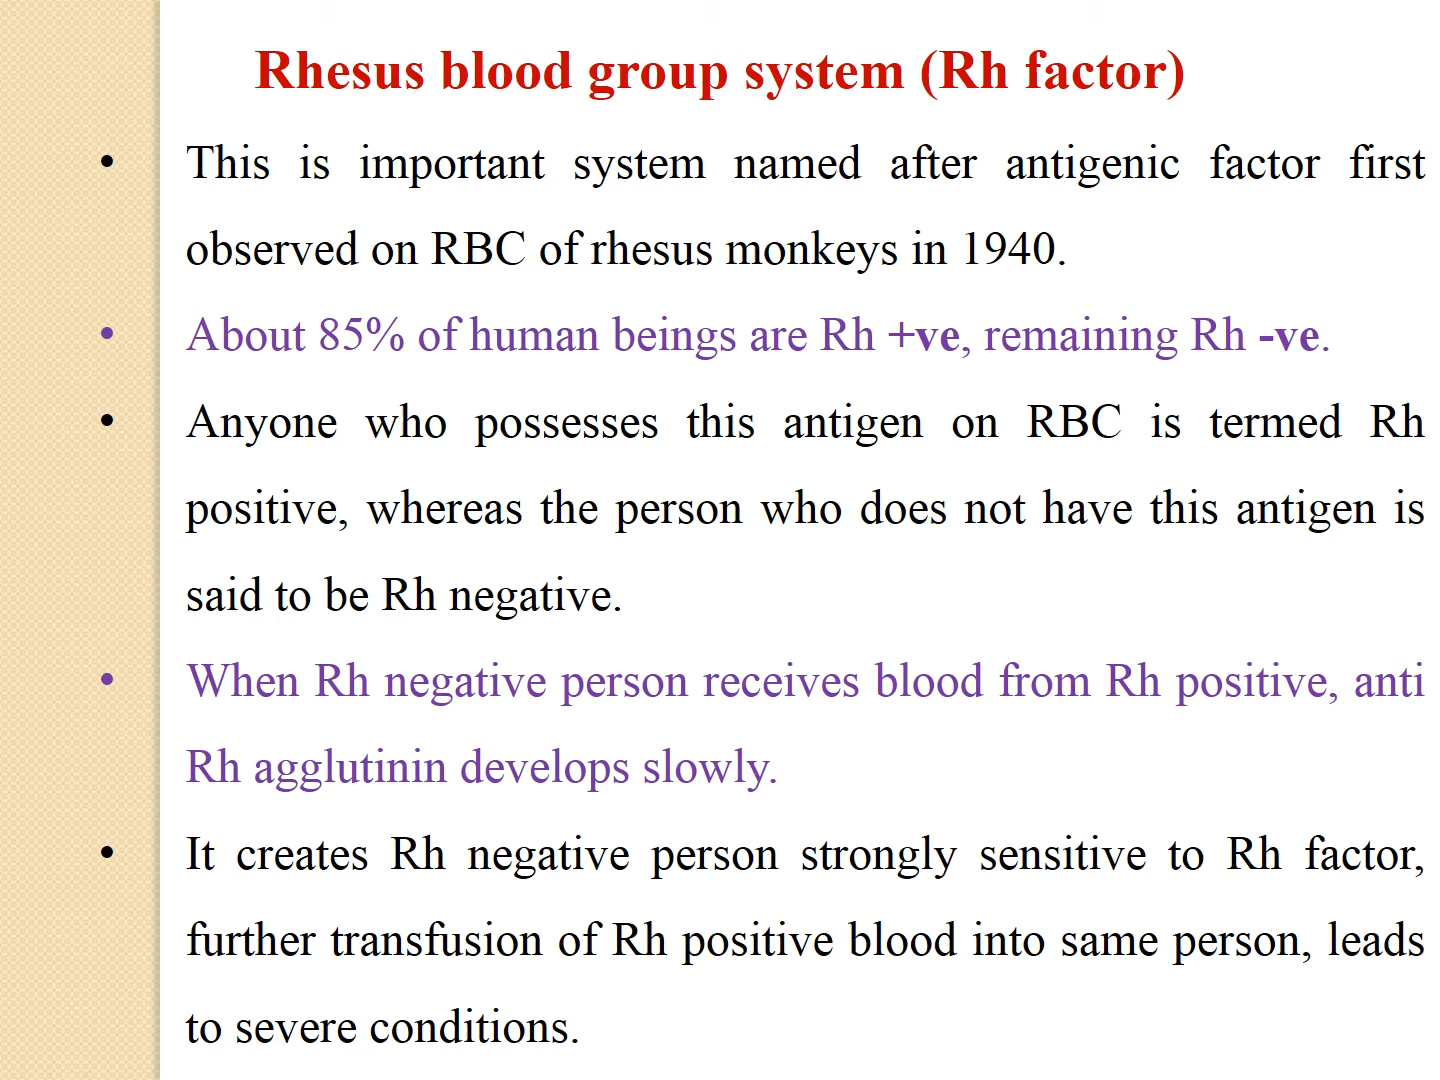 Rhesus blood group system (Rh factor)
• This is important system named after antigenic factor first
observed on RBC of rhesus monkeys in 1940.
• About 85% of human beings are Rh +ve, remaining Rh -ve.
• Anyone who possesses this antigen on RBC is termed Rh
positive, whereas the person who does not have this antigen is
said to be Rh negative.
• When Rh negative person receives blood from Rh positive, anti
Rh agglutinin develops slowly.
• It creates Rh negative person strongly sensitive to Rh factor,
further transfusion of Rh positive blood into same person, leads
to severe conditions.